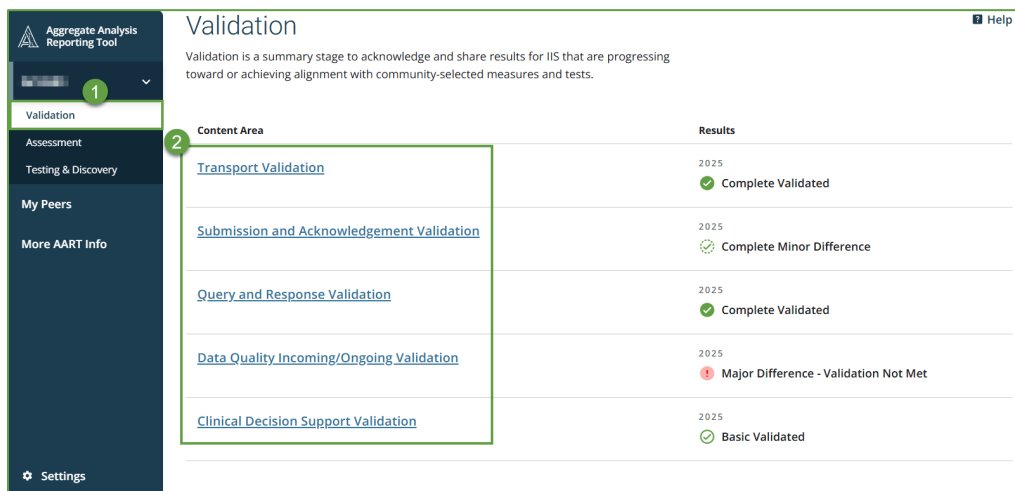 Aggregate Analysis
Reporting Tool
1
Validation
Assessment
Testing & Discovery
My Peers
More AART Info
Settings
Validation
Help
Validation is a summary stage to acknowledge and share results for IIS that are progressing
toward or achieving alignment with community-selected measures and tests.
2
Content Area Results
Transport Validation
2025
Complete Validated
Submission and Acknowledgement Validation
2025
Complete Minor Difference
Query and Response Validation
2025
Complete Validated
Data Quality Incoming/Ongoing Validation
2025
Major Difference - Validation Not Met
Clinical Decision Support Validation
2025
Basic Validated